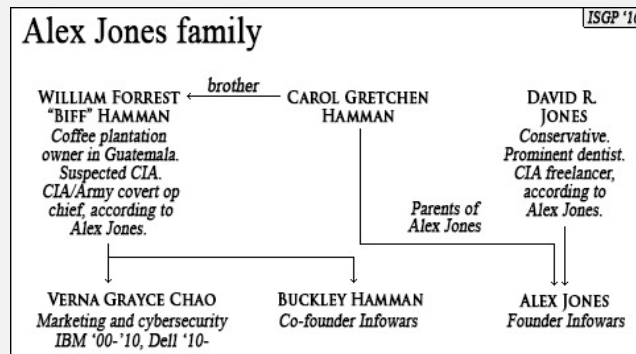 Alex Jones family
ISGP '16
brother
WILLIAM FORREST
"BIFF" HAMMAN
Coffee plantation
owner in Guatemala.
Suspected CIA.
CIA/Army covert op
chief, according to
Alex Jones.
CAROL GRETCHEN
HAMMAN
DAVID R.
JONES
Conservative.
Prominent dentist.
CIA freelancer,
according to
Alex Jones.
Parents of
Alex Jones
VERNA GRAYCE CHAO
Marketing and cybersecurity
IBM '00-'10, Dell '10-
BUCKLEY HAMMAN
Co-founder Infowars
ALEX JONES
Founder Infowars